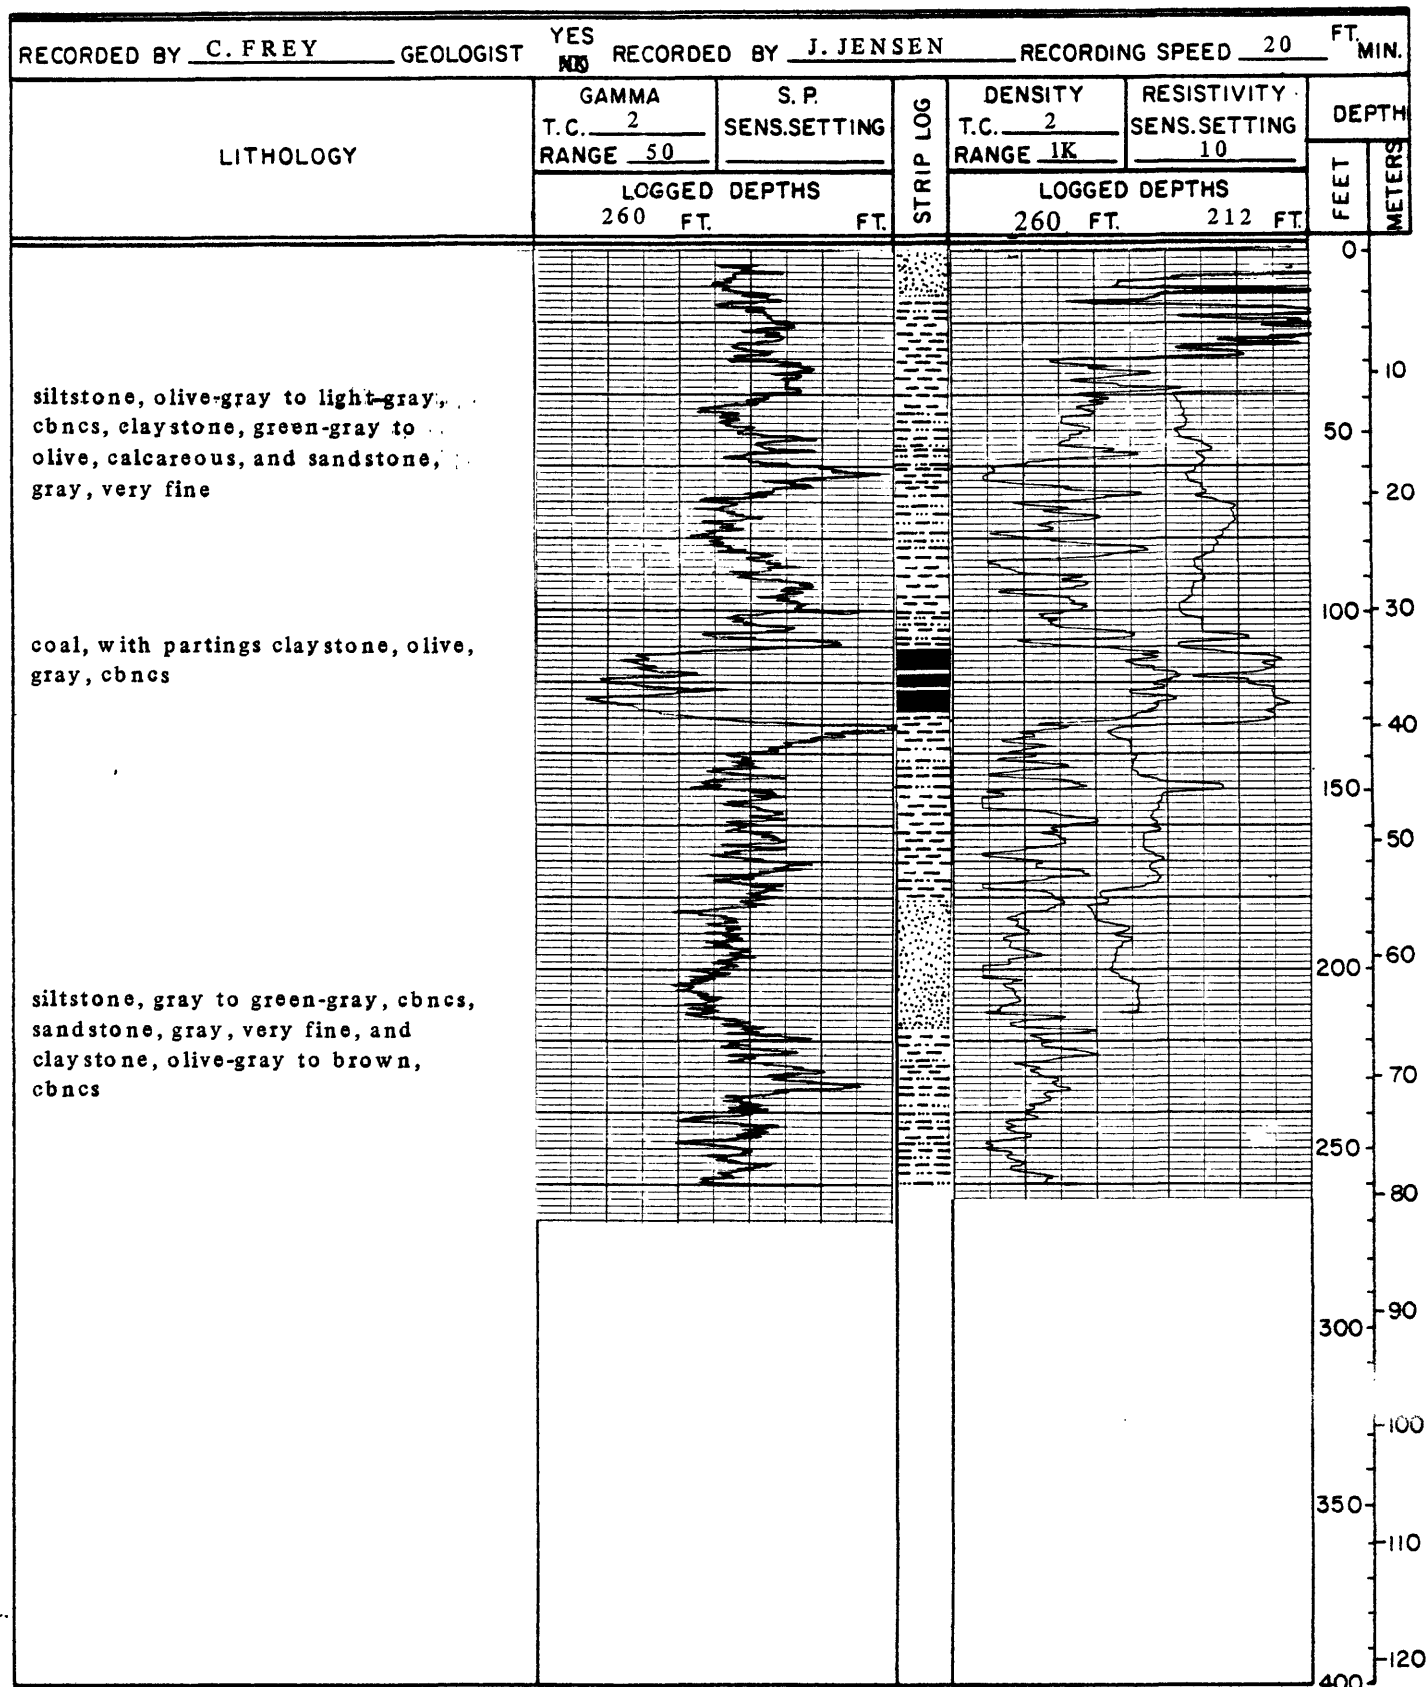 RECORDED BY C. FREY GEOLOGIST YES RECORDED BY J. JENSEN RECORDING SPEED 20 FT. MIN.
LITHOLOGY
GAMMA
T.C. 2
RANGE 50
S. P.
SENS. SETTING
LOGGED DEPTHS
260 FT. FT.
STRIP LOG
DENSITY
T.C. 2
RANGE 1K
RESISTIVITY
SENS. SETTING
10
LOGGED DEPTHS
260 FT. 212 FT.
DEPTH
FEET
METERS
siltstone, olive-gray to light-gray,
cbncs, claystone, green-gray to
olive, calcareous, and sandstone,
gray, very fine
coal, with partings claystone, olive,
gray, cbncs
siltstone, gray to green-gray, cbncs,
sandstone, gray, very fine, and
claystone, olive-gray to brown,
cbncs
0
10
50
20
100 30
40
150
50
200 60
70
250
80
90
300
100
350
110
120
400